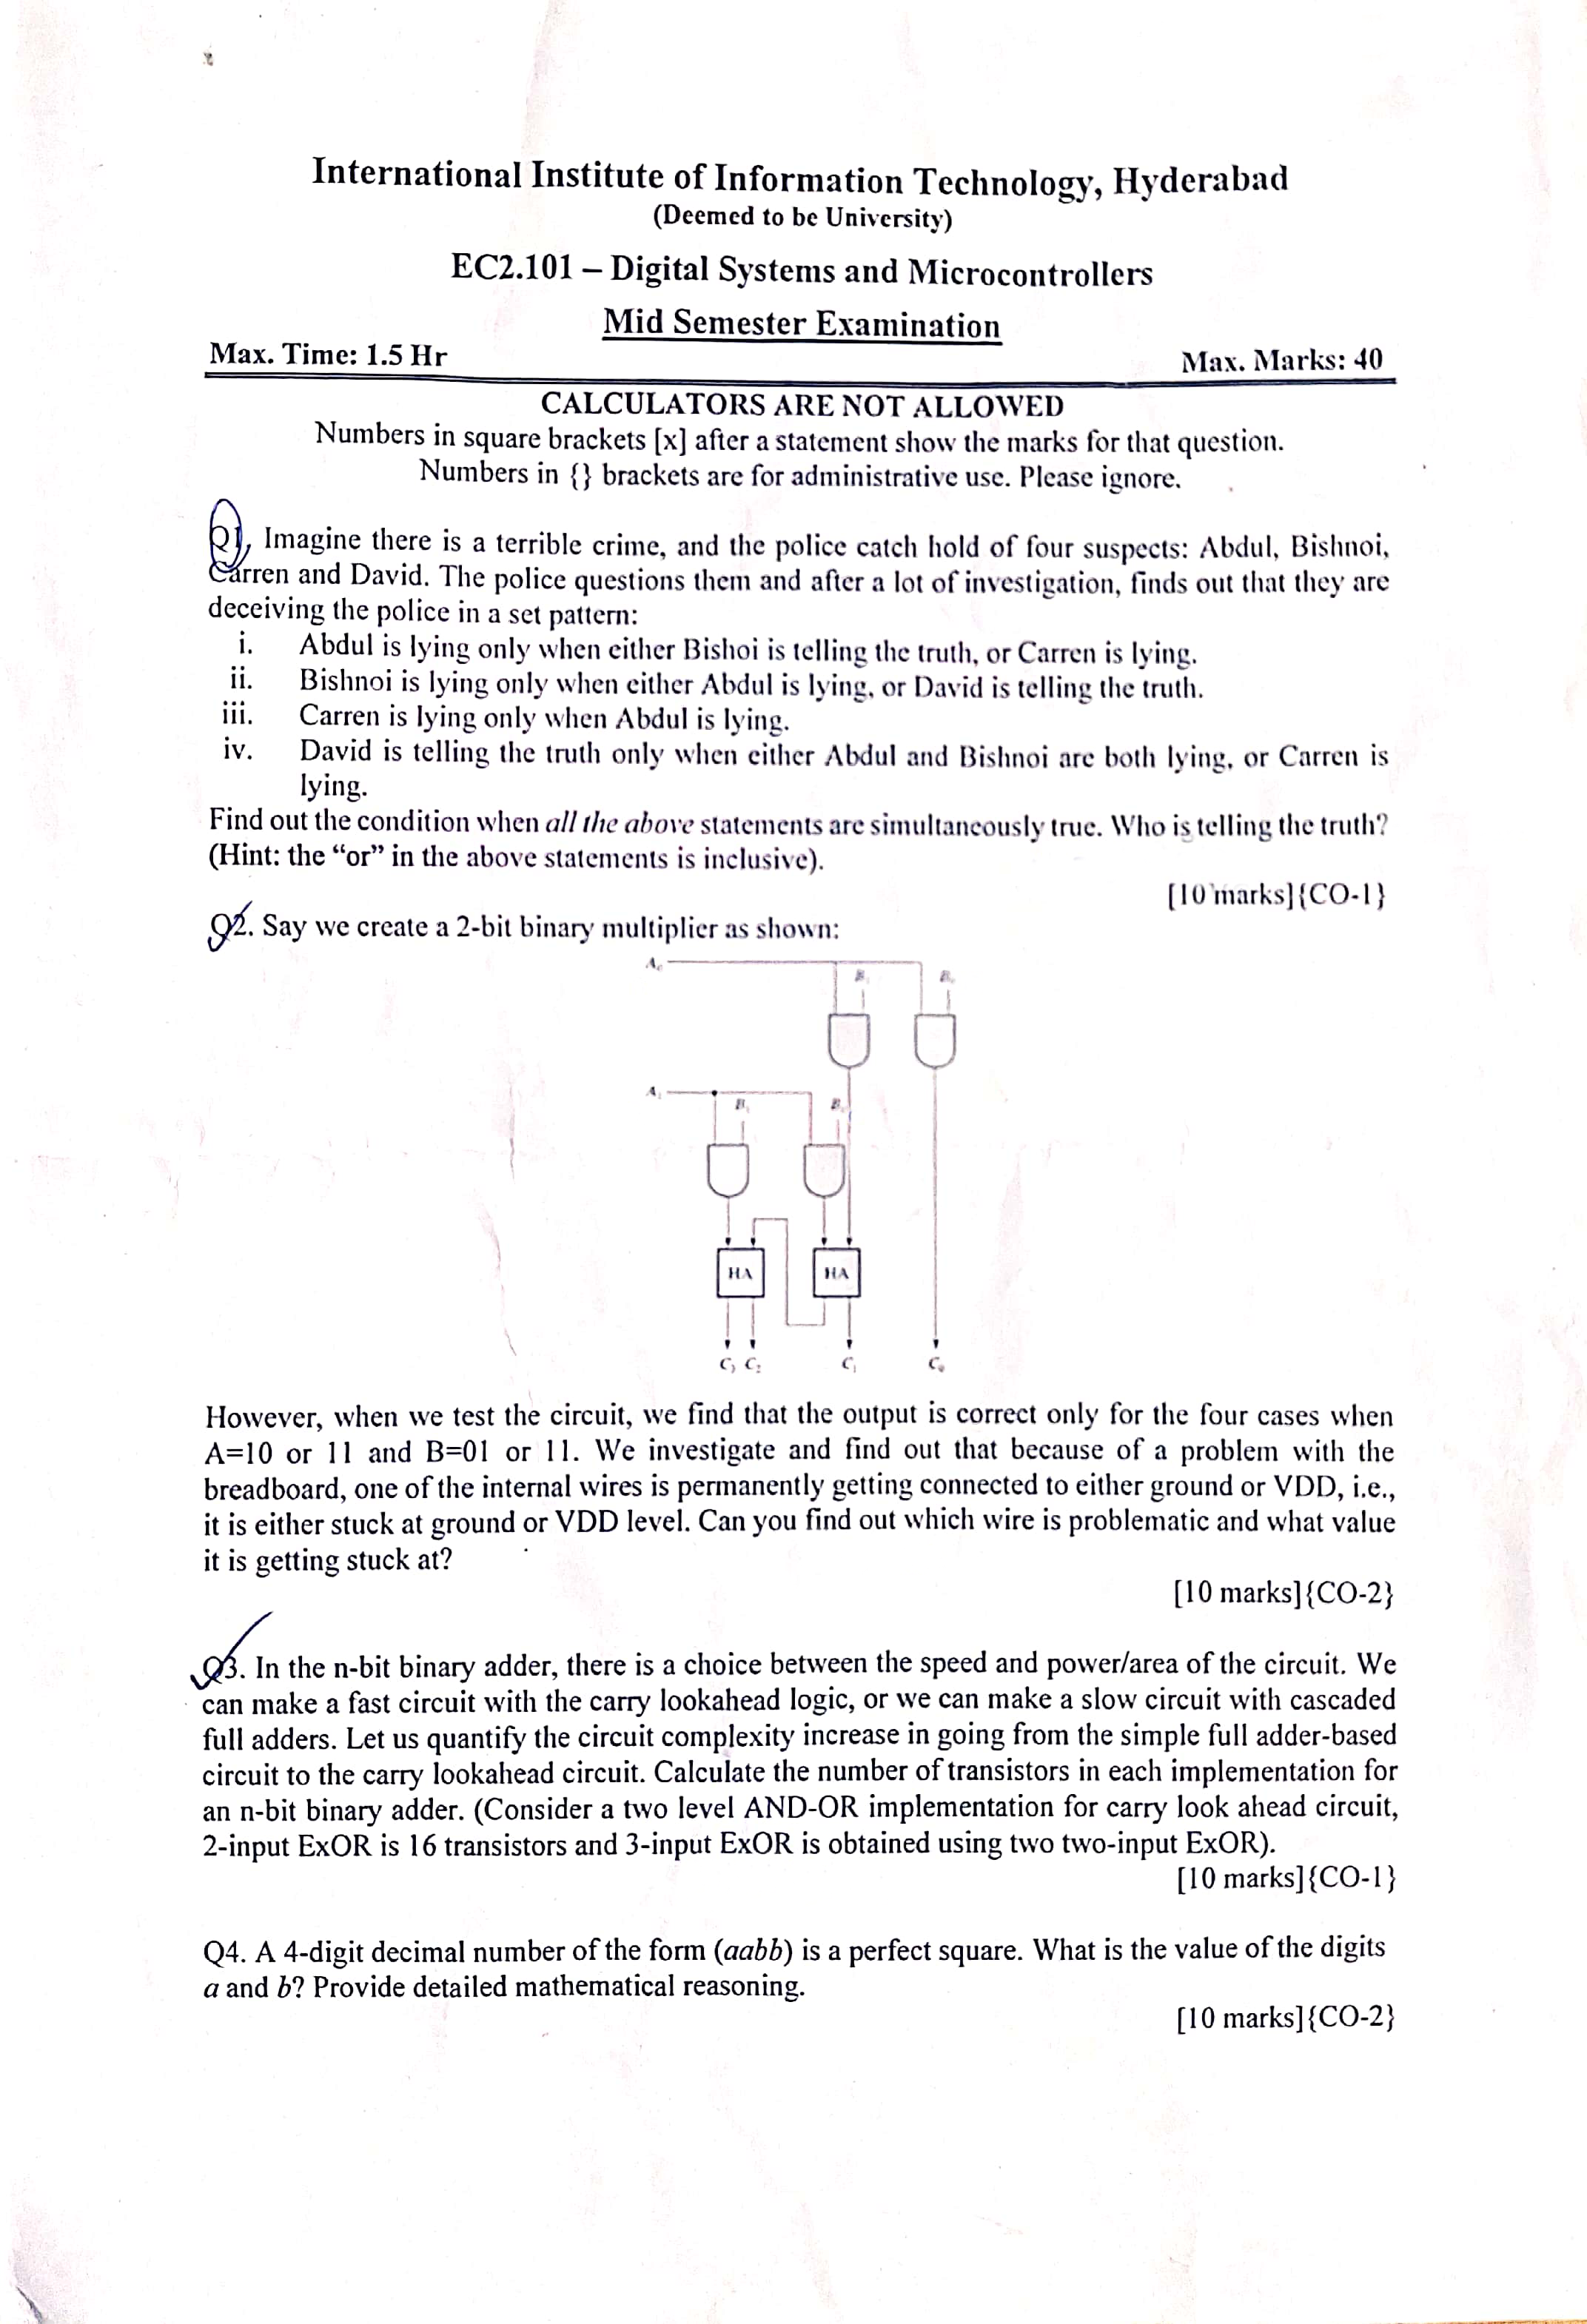 International Institute of Information Technology, Hyderabad
(Deemed to be University)
EC2.101 – Digital Systems and Microcontrollers
Mid Semester Examination
Max. Time: 1.5 Hr Max. Marks: 40
CALCULATORS ARE NOT ALLOWED
Numbers in square brackets [x] after a statement show the marks for that question.
Numbers in {} brackets are for administrative use. Please ignore.
Q1. Imagine there is a terrible crime, and the police catch hold of four suspects: Abdul, Bishnoi,
Carren and David. The police questions them and after a lot of investigation, finds out that they are
deceiving the police in a set pattern:
i. Abdul is lying only when either Bishoi is telling the truth, or Carren is lying.
ii. Bishnoi is lying only when either Abdul is lying, or David is telling the truth.
iii. Carren is lying only when Abdul is lying.
iv. David is telling the truth only when either Abdul and Bishnoi are both lying, or Carren is
lying.
Find out the condition when all the above statements are simultaneously true. Who is telling the truth?
(Hint: the “or” in the above statements is inclusive).
[10 marks]{CO-1}
Q2. Say we create a 2-bit binary multiplier as shown:
A₀
B₁ B₀
A₁
B₁ B₀
HA HA
C₃ C₂ C₁ C₀
However, when we test the circuit, we find that the output is correct only for the four cases when
A=10 or 11 and B=01 or 11. We investigate and find out that because of a problem with the
breadboard, one of the internal wires is permanently getting connected to either ground or VDD, i.e.,
it is either stuck at ground or VDD level. Can you find out which wire is problematic and what value
it is getting stuck at?
[10 marks]{CO-2}
Q3. In the n-bit binary adder, there is a choice between the speed and power/area of the circuit. We
can make a fast circuit with the carry lookahead logic, or we can make a slow circuit with cascaded
full adders. Let us quantify the circuit complexity increase in going from the simple full adder-based
circuit to the carry lookahead circuit. Calculate the number of transistors in each implementation for
an n-bit binary adder. (Consider a two level AND-OR implementation for carry look ahead circuit,
2-input ExOR is 16 transistors and 3-input ExOR is obtained using two two-input ExOR).
[10 marks]{CO-1}
Q4. A 4-digit decimal number of the form (aabb) is a perfect square. What is the value of the digits
a and b? Provide detailed mathematical reasoning.
[10 marks]{CO-2}